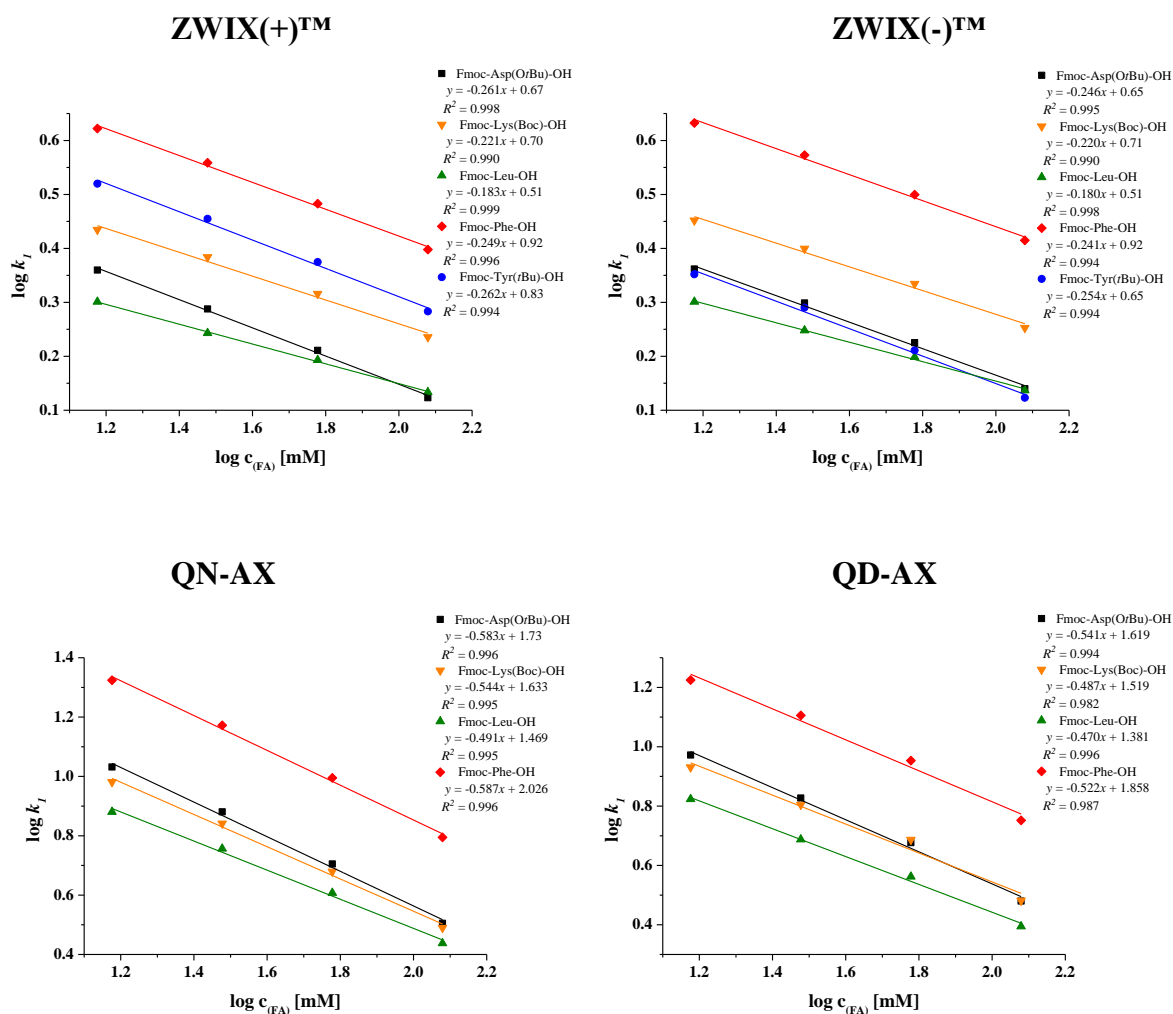 ZWIX(+)™
Fmoc-Asp(OtBu)-OH
y = -0.261x + 0.67
R² = 0.998
Fmoc-Lys(Boc)-OH
y = -0.221x + 0.70
R² = 0.990
Fmoc-Leu-OH
y = -0.183x + 0.51
R² = 0.999
Fmoc-Phe-OH
y = -0.249x + 0.92
R² = 0.996
Fmoc-Tyr(tBu)-OH
y = -0.262x + 0.83
R² = 0.994
0.6
0.5
0.4
0.3
0.2
0.1
log k₁
1.2 1.4 1.6 1.8 2.0 2.2
log c(FA) [mM]
ZWIX(-)™
Fmoc-Asp(OtBu)-OH
y = -0.246x + 0.65
R² = 0.995
Fmoc-Lys(Boc)-OH
y = -0.220x + 0.71
R² = 0.990
Fmoc-Leu-OH
y = -0.180x + 0.51
R² = 0.998
Fmoc-Phe-OH
y = -0.241x + 0.92
R² = 0.994
Fmoc-Tyr(tBu)-OH
y = -0.254x + 0.65
R² = 0.994
0.6
0.5
0.4
0.3
0.2
0.1
log k₁
1.2 1.4 1.6 1.8 2.0 2.2
log c(FA) [mM]
QN-AX
Fmoc-Asp(OtBu)-OH
y = -0.583x + 1.73
R² = 0.996
Fmoc-Lys(Boc)-OH
y = -0.544x + 1.633
R² = 0.995
Fmoc-Leu-OH
y = -0.491x + 1.469
R² = 0.995
Fmoc-Phe-OH
y = -0.587x + 2.026
R² = 0.996
1.4
1.2
1.0
0.8
0.6
0.4
log k₁
1.2 1.4 1.6 1.8 2.0 2.2
log c(FA) [mM]
QD-AX
Fmoc-Asp(OtBu)-OH
y = -0.541x + 1.619
R² = 0.994
Fmoc-Lys(Boc)-OH
y = -0.487x + 1.519
R² = 0.982
Fmoc-Leu-OH
y = -0.470x + 1.381
R² = 0.996
Fmoc-Phe-OH
y = -0.522x + 1.858
R² = 0.987
1.2
1.0
0.8
0.6
0.4
log k₁
1.2 1.4 1.6 1.8 2.0 2.2
log c(FA) [mM]